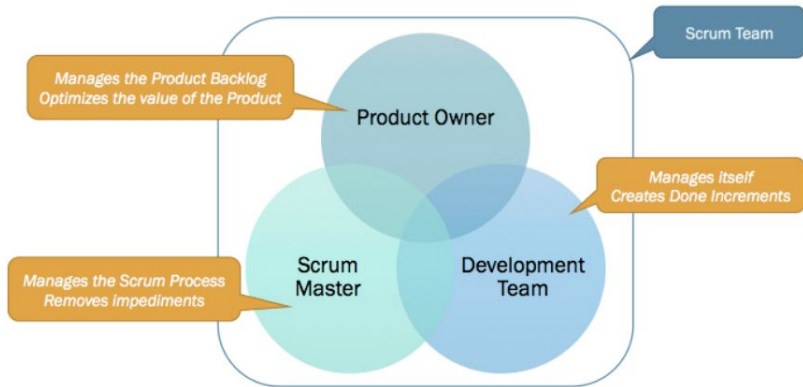 Scrum Team
Manages the Product Backlog
Optimizes the value of the Product
Product Owner
Manages itself
Creates Done Increments
Scrum
Master
Development
Team
Manages the Scrum Process
Removes impediments